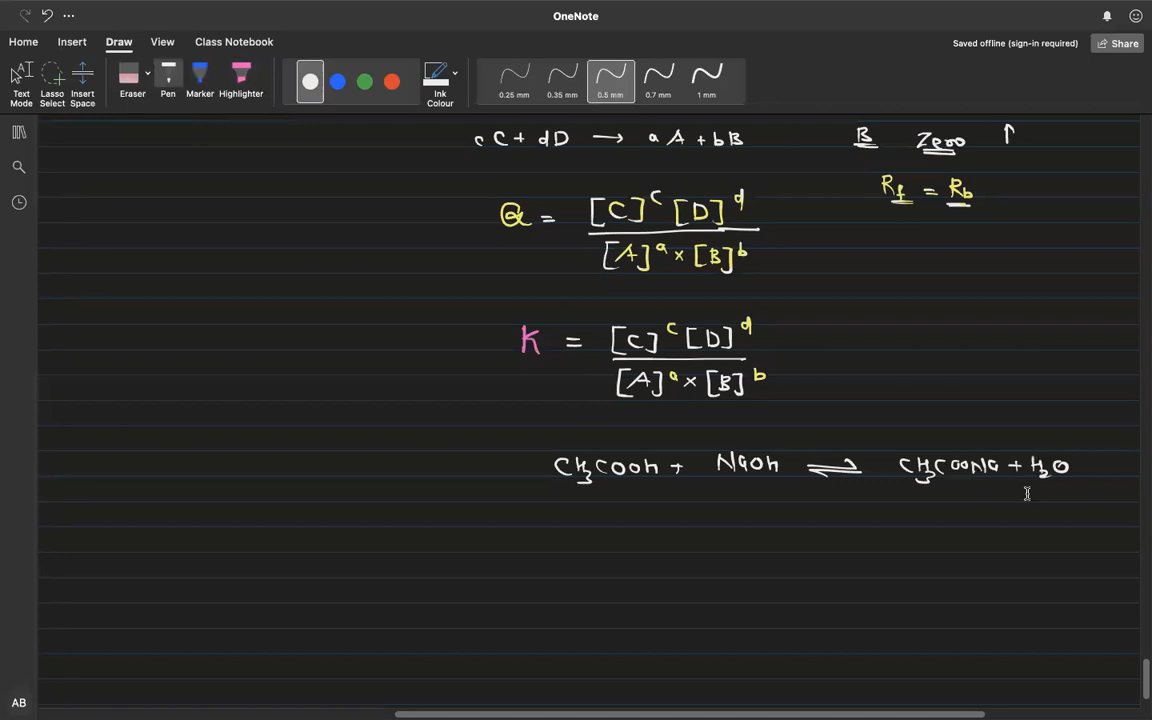 OneNote
Home Insert Draw View Class Notebook
Saved offline (sign-in required) Share
Text Mode Lasso Select Insert Space Eraser Pen Marker Highlighter Ink Colour 0.25 mm 0.35 mm 0.5 mm 0.7 mm 1 mm
cC + dD → aA + bB B Zero ↑
R_f = R_b
Q = [C]^c [D]^d / [A]^a × [B]^b
K = [C]^c [D]^d / [A]^a × [B]^b
CH₃COOh + NaOh ⇌ CH₃COONa + H₂O
AB